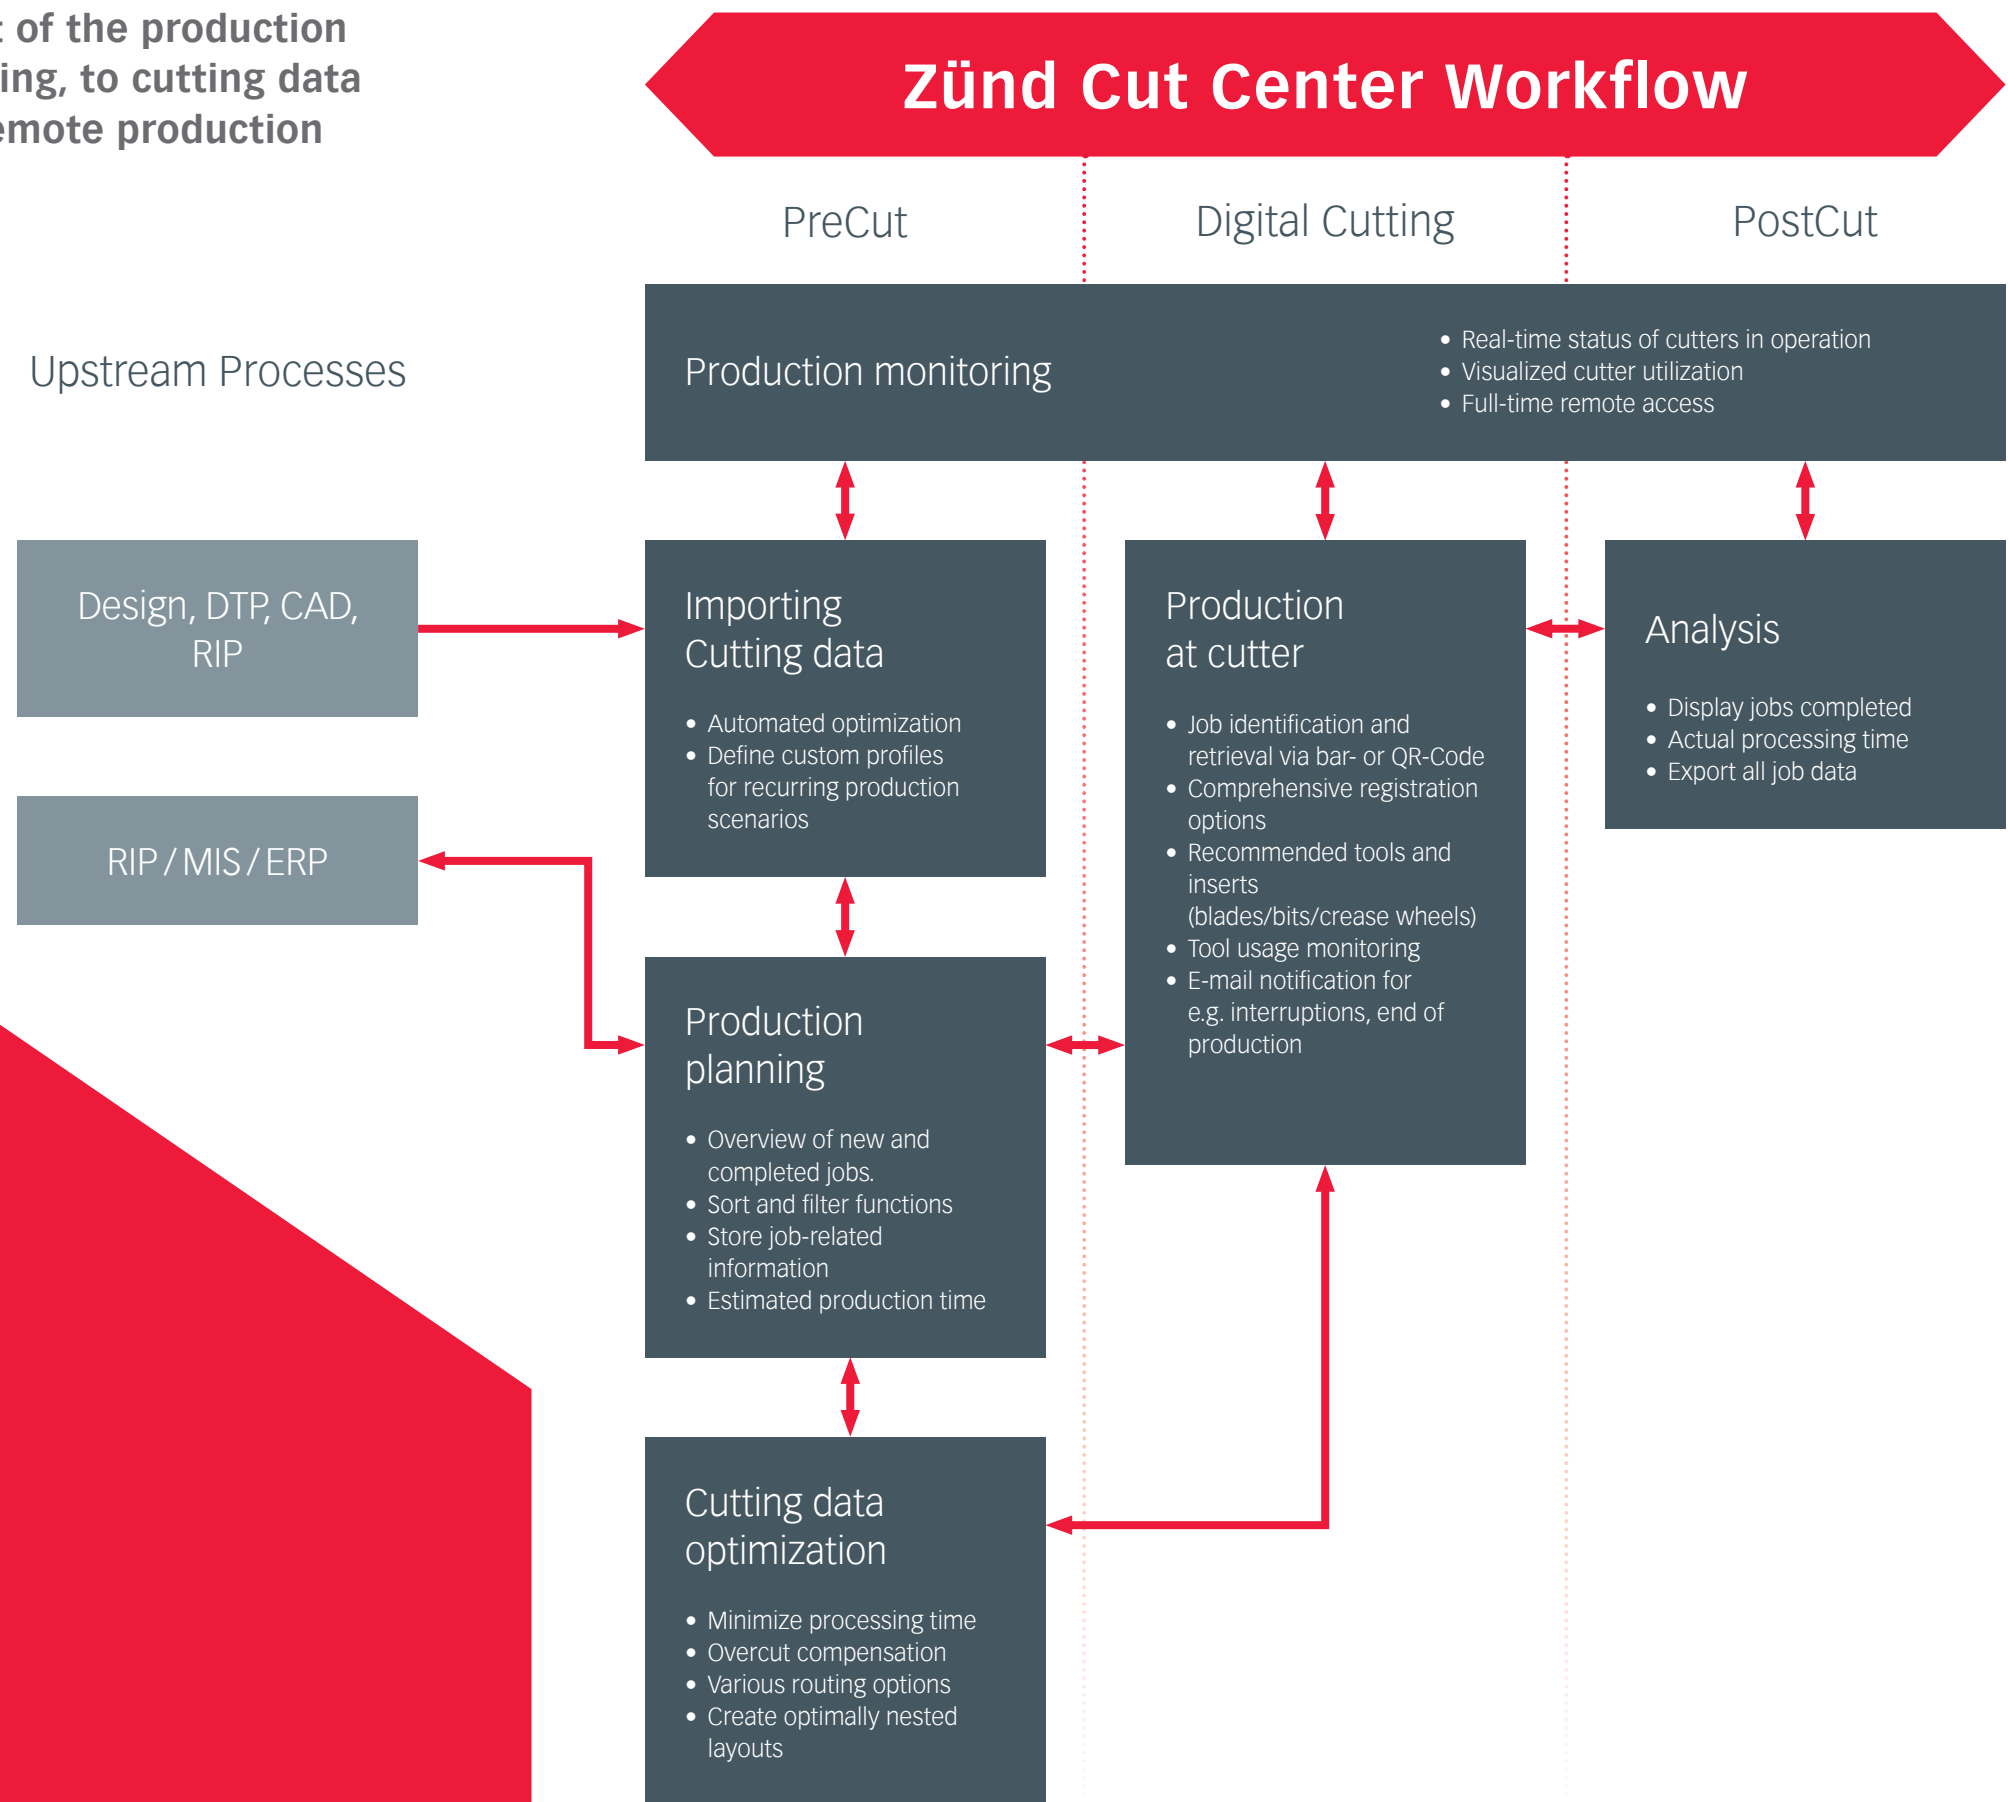 of the production
ing, to cutting data
emote production
Zünd Cut Center Workflow
PreCut
Digital Cutting
PostCut
Upstream Processes
Production monitoring
• Real-time status of cutters in operation
• Visualized cutter utilization
• Full-time remote access
Design, DTP, CAD,
RIP
RIP / MIS / ERP
Importing
Cutting data
• Automated optimization
• Define custom profiles
for recurring production
scenarios
Production
planning
• Overview of new and
completed jobs.
• Sort and filter functions
• Store job-related
information
• Estimated production time
Cutting data
optimization
• Minimize processing time
• Overcut compensation
• Various routing options
• Create optimally nested
layouts
Production
at cutter
• Job identification and
retrieval via bar- or QR-Code
• Comprehensive registration
options
• Recommended tools and
inserts
(blades/bits/crease wheels)
• Tool usage monitoring
• E-mail notification for
e.g. interruptions, end of
production
Analysis
• Display jobs completed
• Actual processing time
• Export all job data